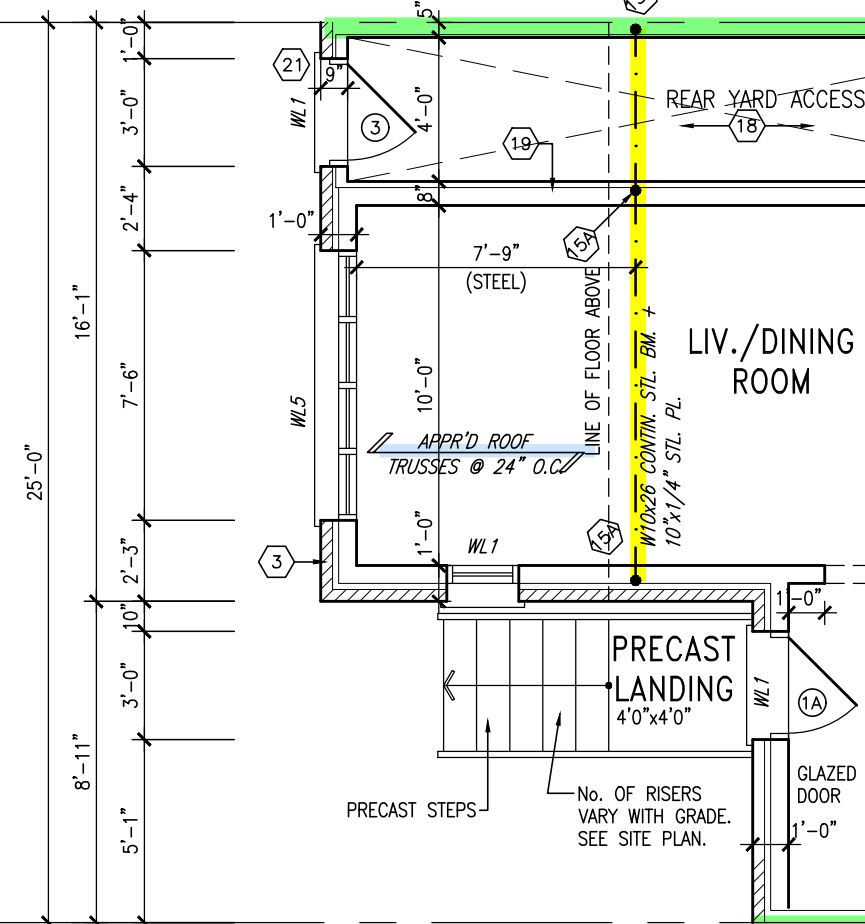 5"
1'-0"
21
9"
WL1
3'-0"
3
4'-0"
REAR YARD ACCESS
18
19
2'-4"
8"
1'-0"
15A
7'-9"
(STEEL)
16'-1"
LINE OF FLOOR ABOVE
W10x26 CONTIN. STL. BM. +
10"x1/4" STL. PL.
LIV./DINING
ROOM
7'-6"
WL5
10'-0"
APPR'D ROOF
TRUSSES @ 24" O.C.
25'-0"
1'-0"
WL1
15A
3
2'-3"
10"
1'-0"
PRECAST
LANDING
4'0"x4'0"
WL1
1A
3'-0"
8'-11"
GLAZED
DOOR
PRECAST STEPS
No. OF RISERS
VARY WITH GRADE.
SEE SITE PLAN.
1'-0"
5'-1"